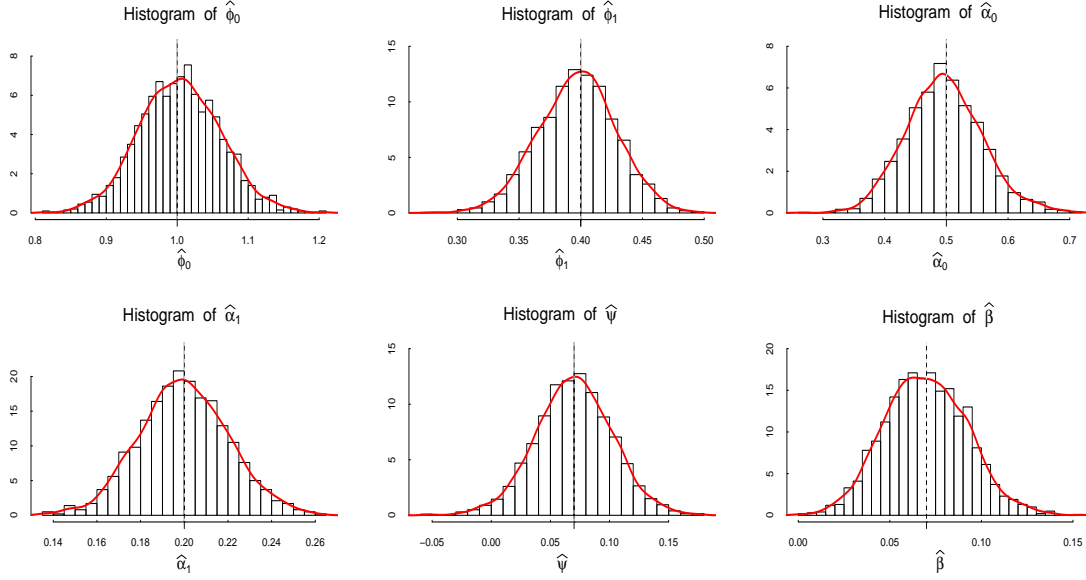 Histogram of ϕ̂₀
Histogram of ϕ̂₁
Histogram of α̂₀
0 2 4 6 8
0.8 0.9 1.0 1.1 1.2
ϕ̂₀
0 5 10 15
0.30 0.35 0.40 0.45 0.50
ϕ̂₁
0 2 4 6 8
0.3 0.4 0.5 0.6 0.7
α̂₀
Histogram of α̂₁
Histogram of ψ̂
Histogram of β̂
0 5 10 15 20
0.14 0.16 0.18 0.20 0.22 0.24 0.26
α̂₁
0 5 10 15
−0.05 0.00 0.05 0.10 0.15
ψ̂
0 5 10 15 20
0.00 0.05 0.10 0.15
β̂